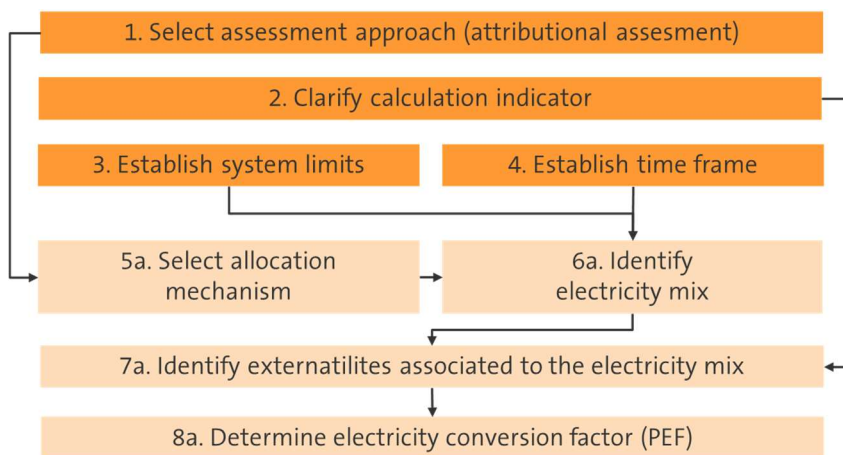 1. Select assessment approach (attributional assesment)
2. Clarify calculation indicator
3. Establish system limits
4. Establish time frame
5a. Select allocation
mechanism
6a. Identify
electricity mix
7a. Identify externatilites associated to the electricity mix
8a. Determine electricity conversion factor (PEF)